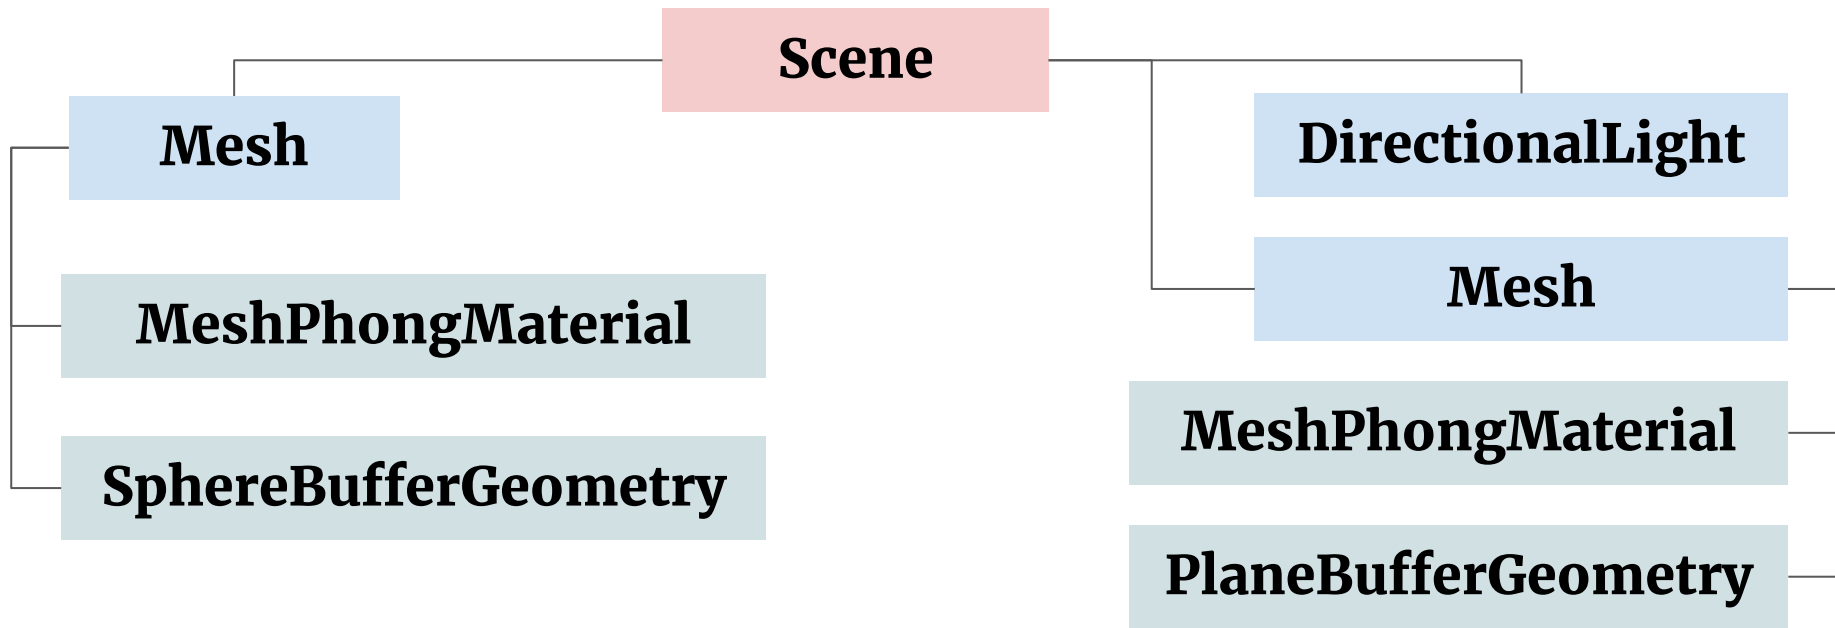 Scene
Mesh
MeshPhongMaterial
SphereBufferGeometry
DirectionalLight
Mesh
MeshPhongMaterial
PlaneBufferGeometry